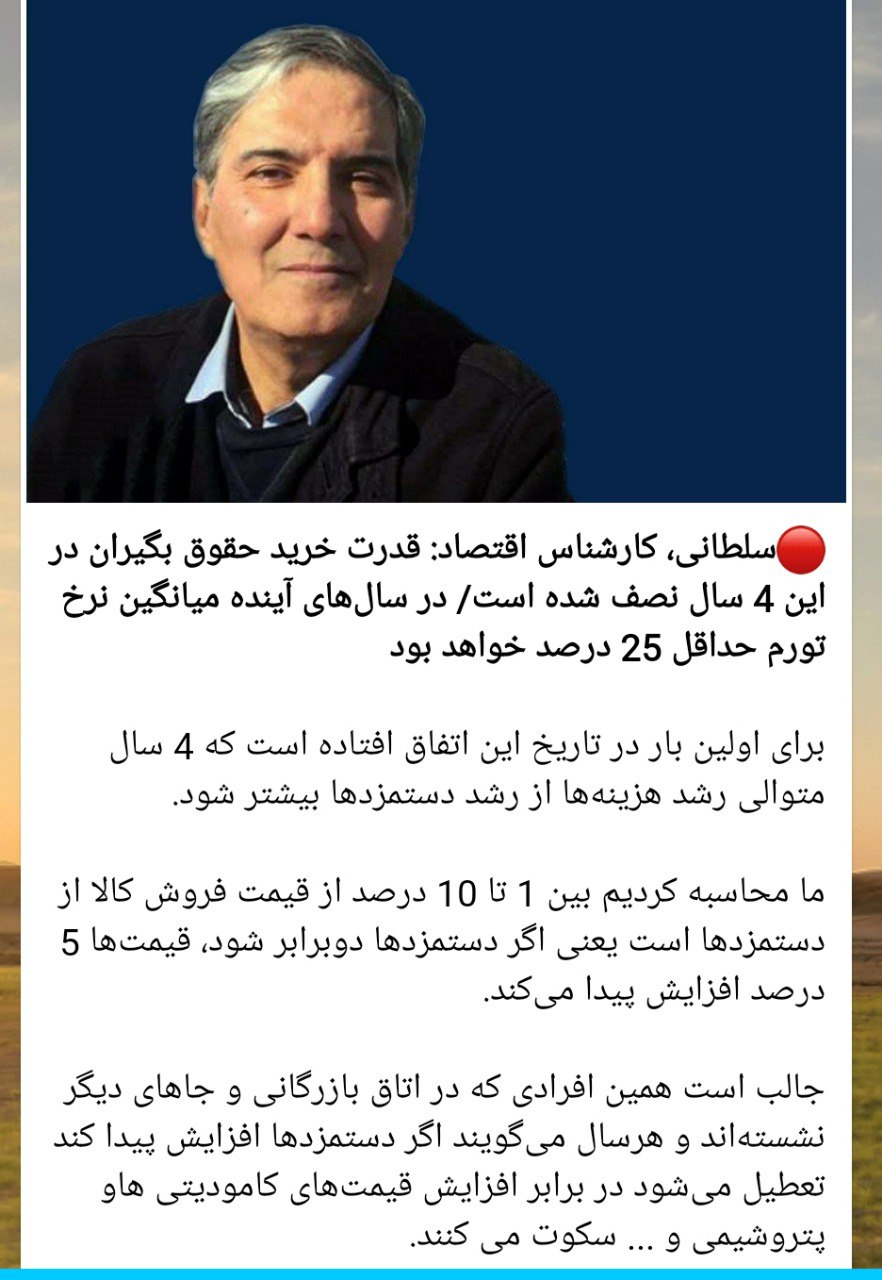 🔴سلطانی، کارشناس اقتصاد: قدرت خرید حقوق بگیران در
این 4 سال نصف شده است/ در سال‌های آینده میانگین نرخ
تورم حداقل 25 درصد خواهد بود
برای اولین بار در تاریخ این اتفاق افتاده است که 4 سال
متوالی رشد هزینه‌ها از رشد دستمزدها بیشتر شود.
ما محاسبه کردیم بین 1 تا 10 درصد از قیمت فروش کالا از
دستمزدها است یعنی اگر دستمزدها دوبرابر شود، قیمت‌ها 5
درصد افزایش پیدا می‌کند.
جالب است همین افرادی که در اتاق بازرگانی و جاهای دیگر
نشسته‌اند و هرسال می‌گویند اگر دستمزدها افزایش پیدا کند
تعطیل می‌شود در برابر افزایش قیمت‌های کامودیتی هاو
پتروشیمی و ... سکوت می کنند.